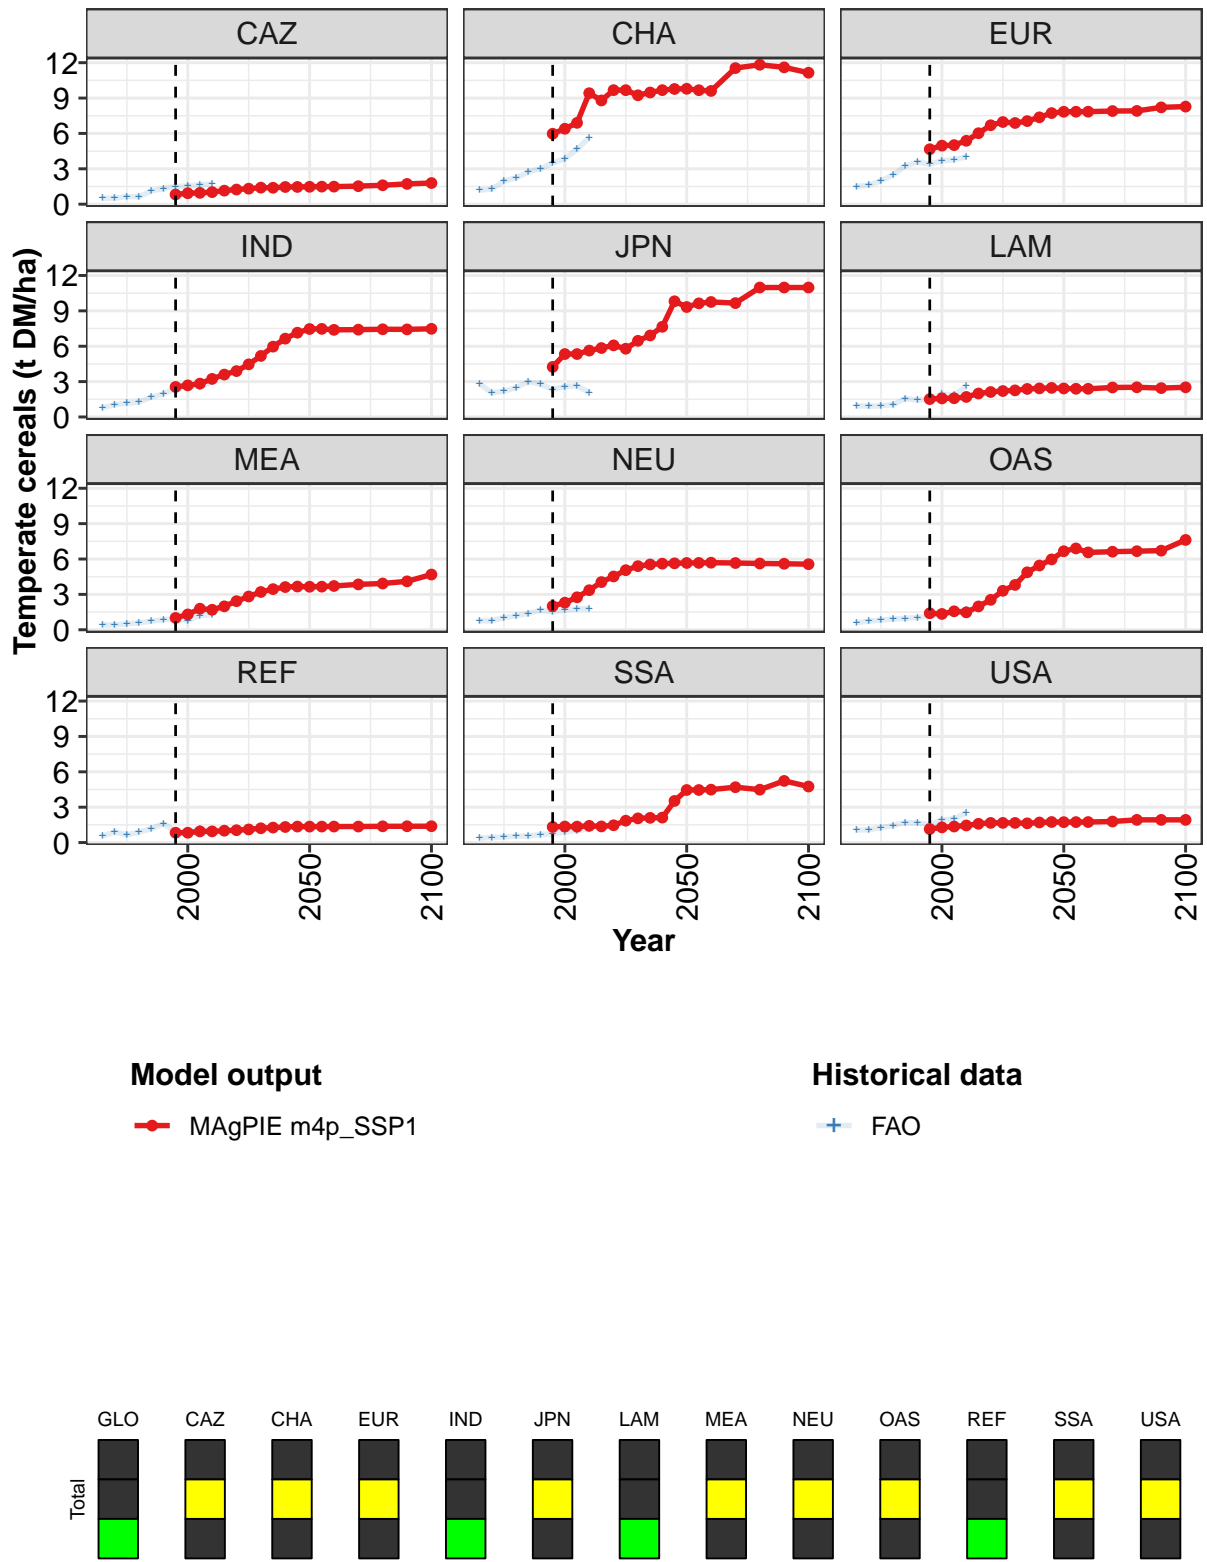 CAZ CHA EUR
12
9
6
3
0
IND JPN LAM
12
9
6
3
0
MEA NEU OAS
12
9
6
3
0
REF SSA USA
12
9
6
3
0
2000 2050 2100 2000 2050 2100 2000 2050 2100
Year
Temperate cereals (t DM/ha)
Model output Historical data
MAgPIE m4p_SSP1 FAO
GLO CAZ CHA EUR IND JPN LAM MEA NEU OAS REF SSA USA
Total